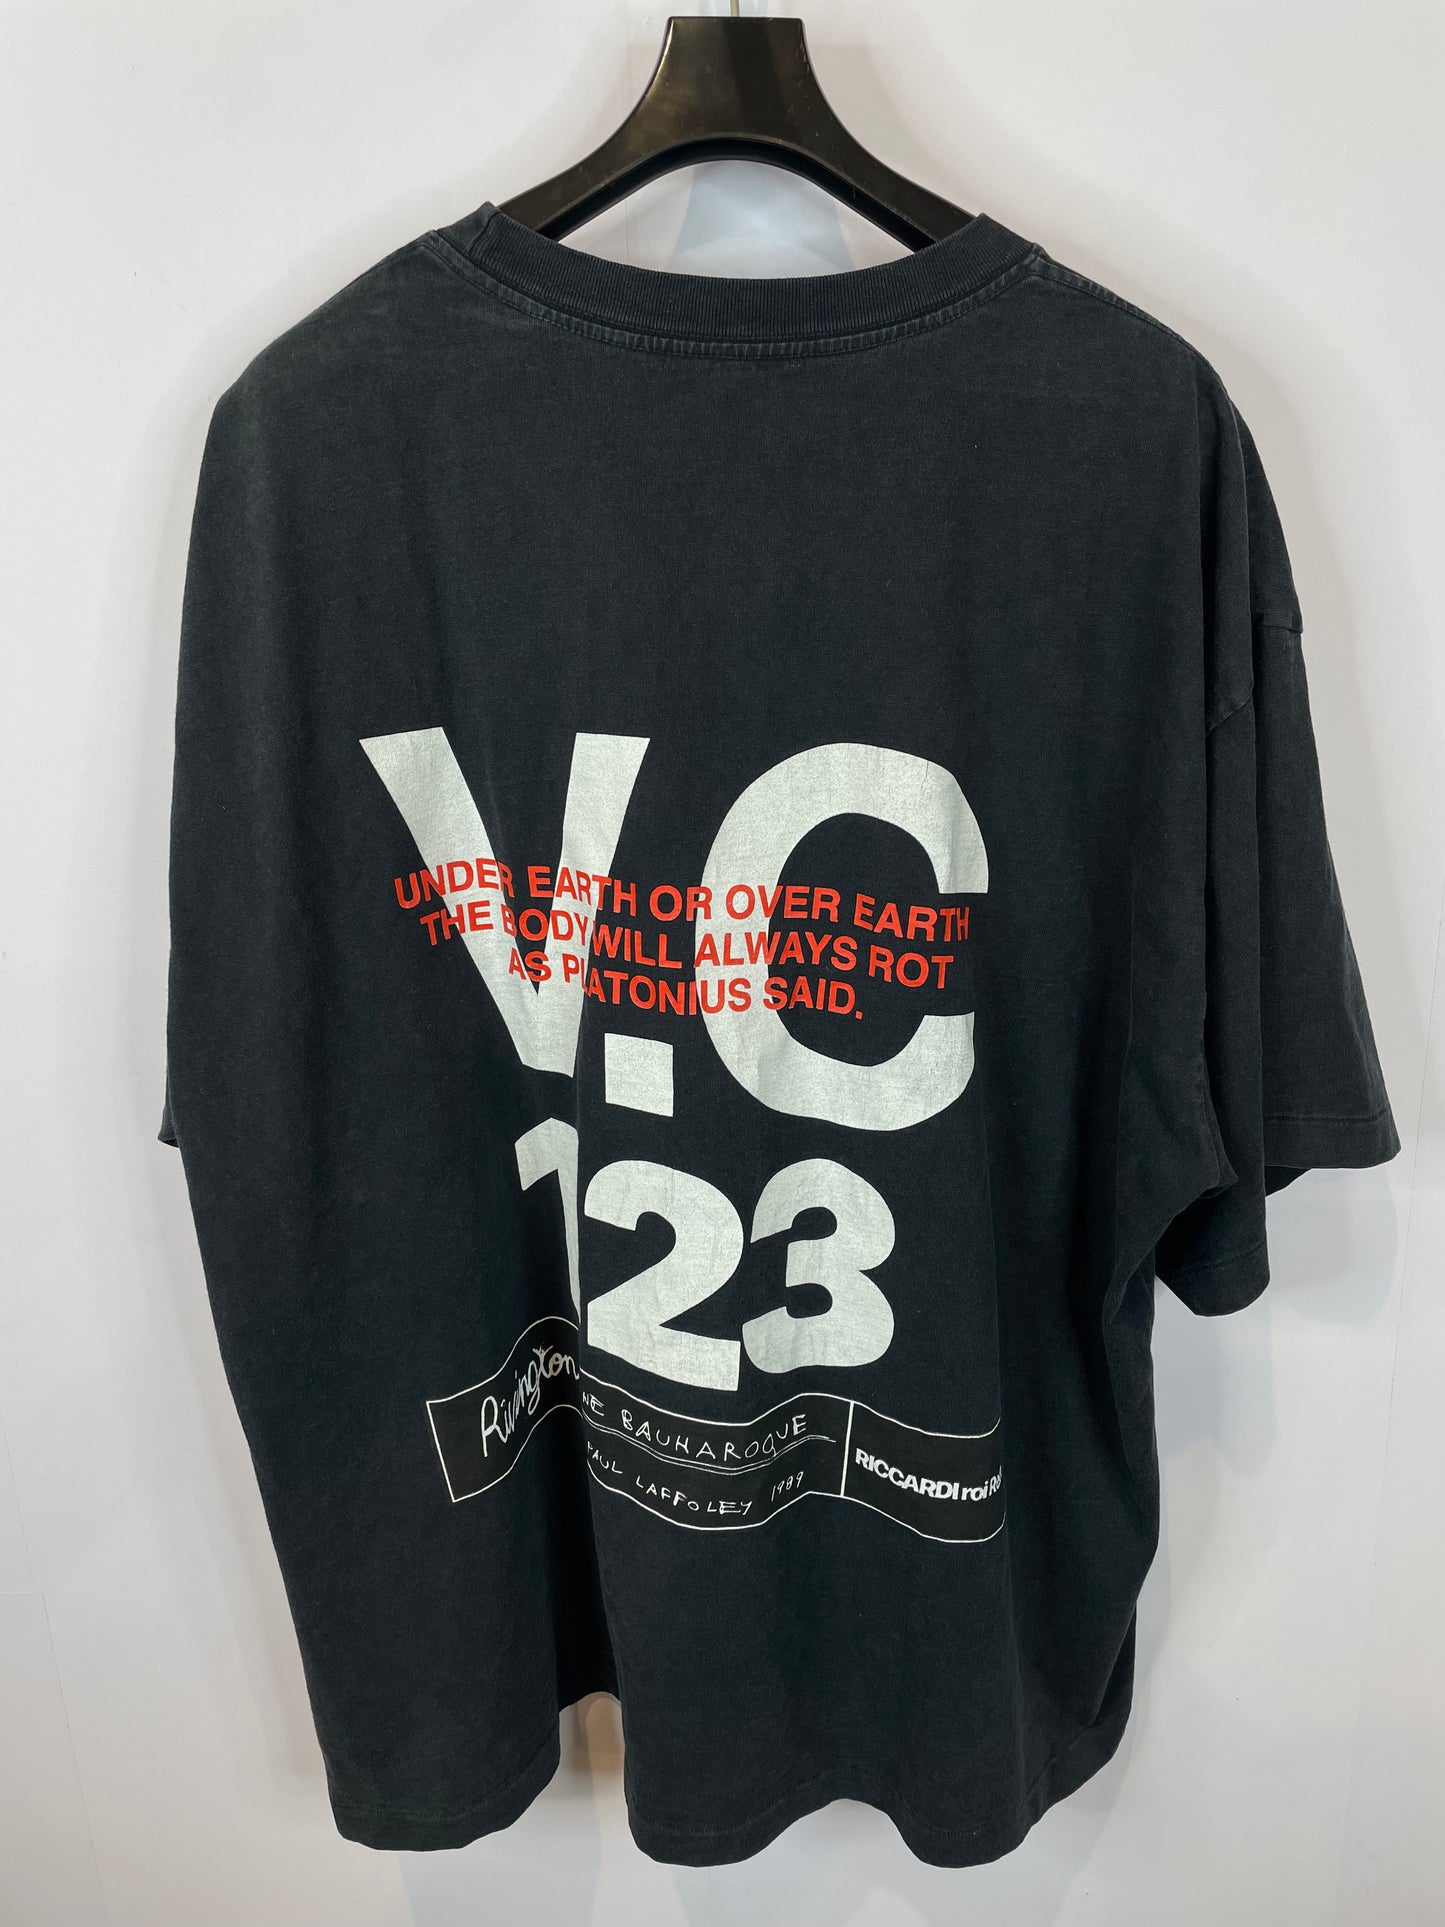 V.C
UNDER EARTH OR OVER EARTH
THE BODY WILL ALWAYS ROT
AS PLATONIUS SAID.
123
Rivington
BAUHAROQUE
PAUL LAFFOLEY 1989
RICCARDI roi